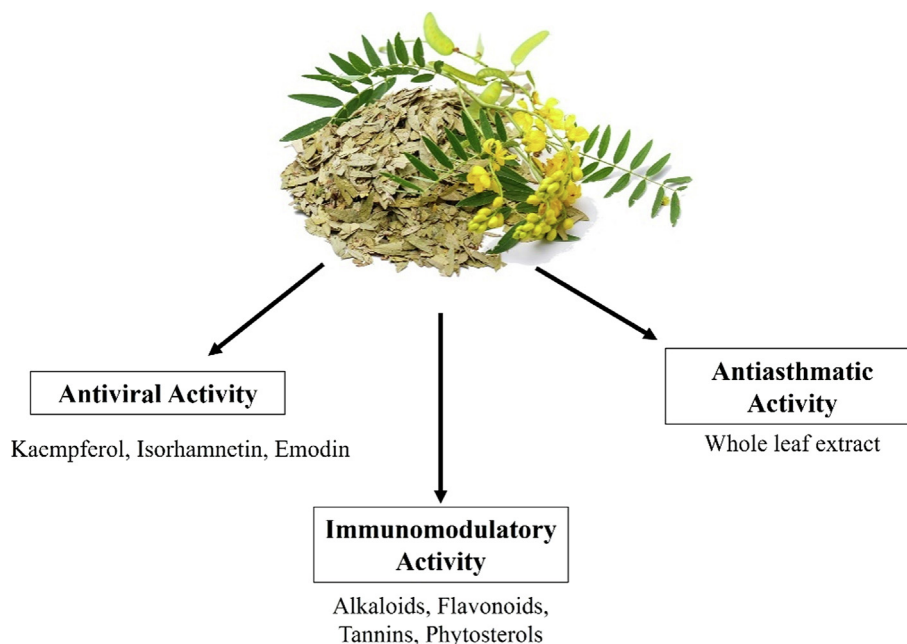 Antiviral Activity
Kaempferol, Isorhamnetin, Emodin
Immunomodulatory
Activity
Alkaloids, Flavonoids,
Tannins, Phytosterols
Antiasthmatic
Activity
Whole leaf extract